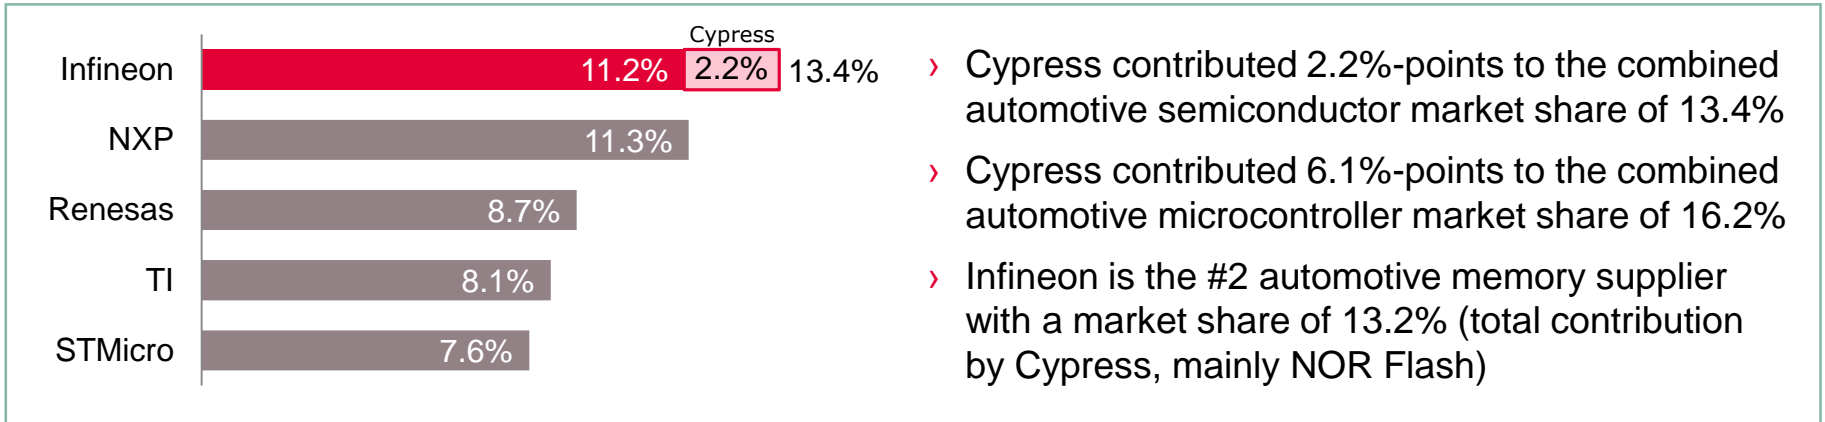 Cypress
Infineon 11.2% 2.2% 13.4%
NXP 11.3%
Renesas 8.7%
TI 8.1%
STMicro 7.6%
› Cypress contributed 2.2%-points to the combined
automotive semiconductor market share of 13.4%
› Cypress contributed 6.1%-points to the combined
automotive microcontroller market share of 16.2%
› Infineon is the #2 automotive memory supplier
with a market share of 13.2% (total contribution
by Cypress, mainly NOR Flash)